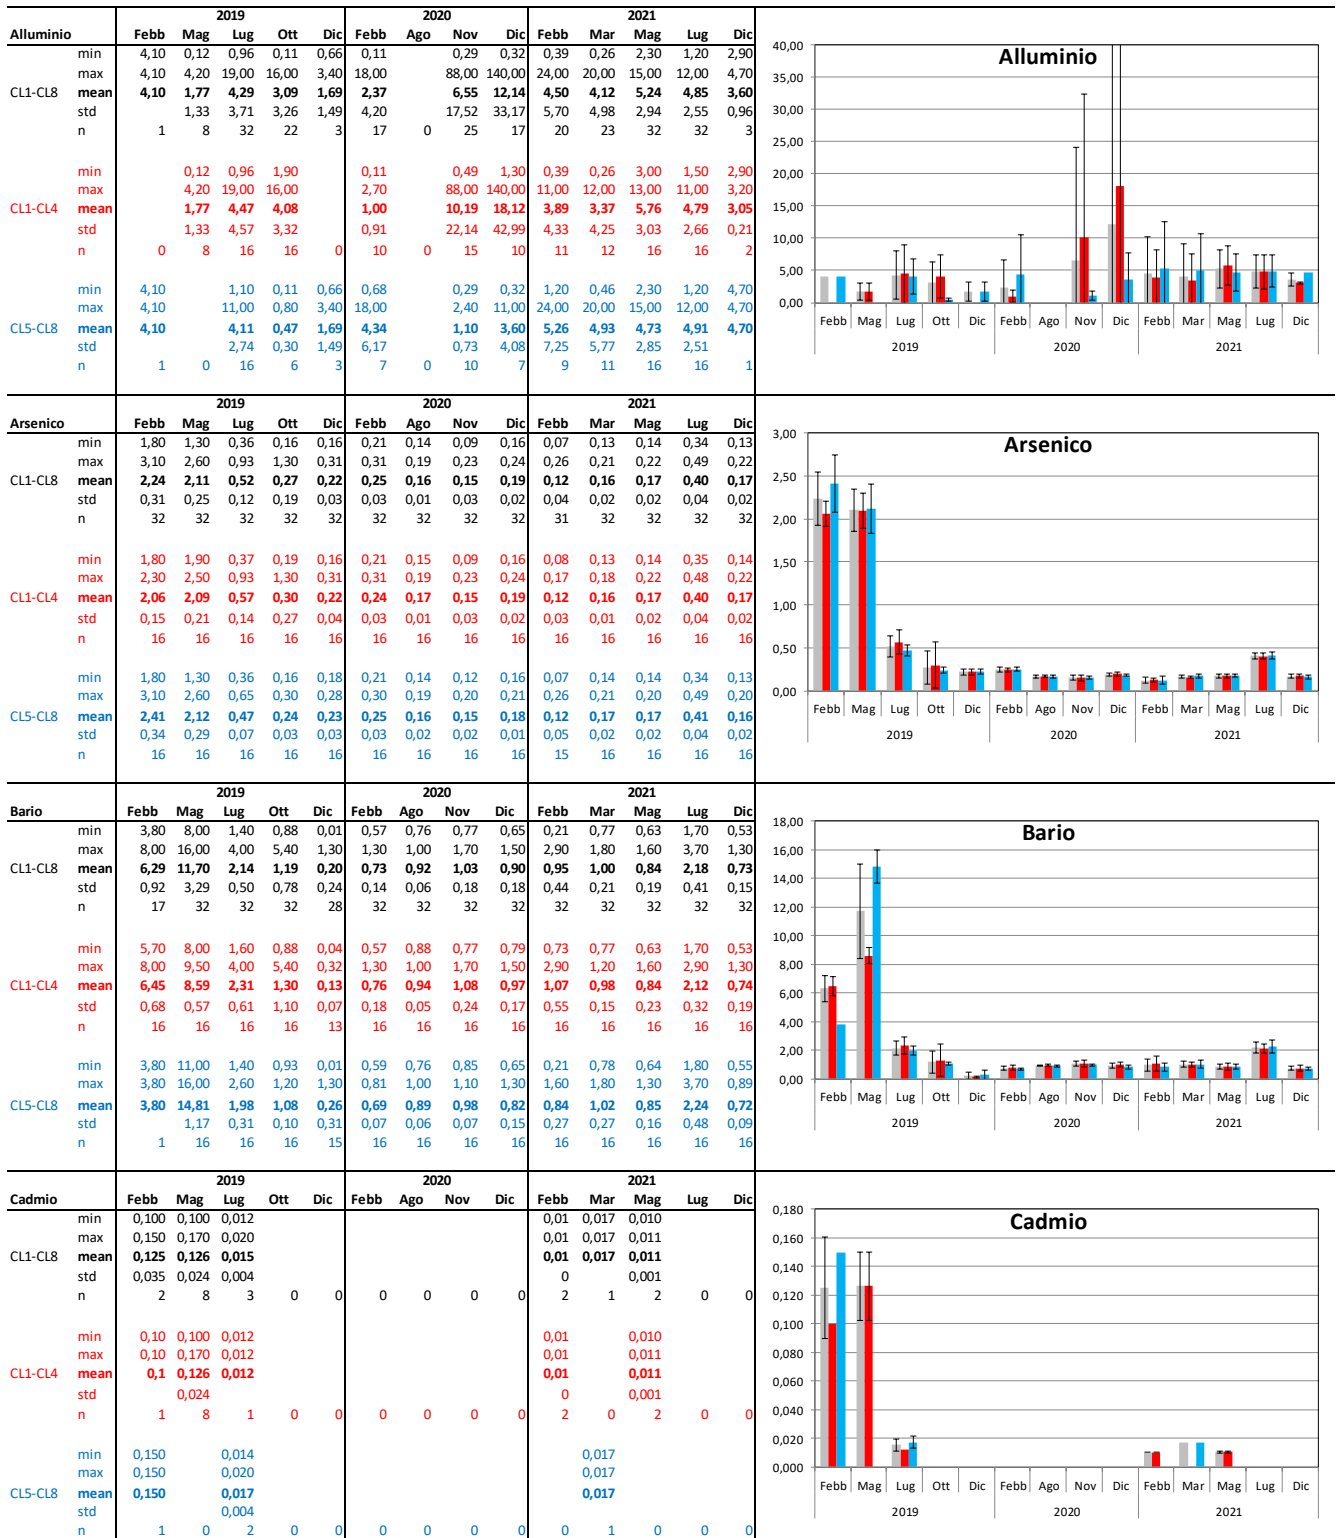 2019 2020 2021
Alluminio Febb Mag Lug Ott Dic Febb Ago Nov Dic Febb Mar Mag Lug Dic
min 4,10 0,12 0,96 0,11 0,66 0,11 0,29 0,32 0,39 0,26 2,30 1,20 2,90
max 4,10 4,20 19,00 16,00 3,40 18,00 88,00 140,00 24,00 20,00 15,00 12,00 4,70
CL1-CL8 mean 4,10 1,77 4,29 3,09 1,69 2,37 6,55 12,14 4,50 4,12 5,24 4,85 3,60
std 1,33 3,71 3,26 1,49 4,20 17,52 33,17 5,70 4,98 2,94 2,55 0,96
n 1 8 32 22 3 17 0 25 17 20 23 32 32 3
min 0,12 0,96 1,90 0,11 0,49 1,30 0,39 0,26 3,00 1,50 2,90
max 4,20 19,00 16,00 2,70 88,00 140,00 11,00 12,00 13,00 11,00 3,20
CL1-CL4 mean 1,77 4,47 4,08 1,00 10,19 18,12 3,89 3,37 5,76 4,79 3,05
std 1,33 4,57 3,32 0,91 22,14 42,99 4,33 4,25 3,03 2,66 0,21
n 0 8 16 16 0 10 0 15 10 11 12 16 16 2
min 4,10 1,10 0,11 0,66 0,68 0,29 0,32 1,20 0,46 2,30 1,20 4,70
max 4,10 11,00 0,80 3,40 18,00 2,40 11,00 24,00 20,00 15,00 12,00 4,70
CL5-CL8 mean 4,10 4,11 0,47 1,69 4,34 1,10 3,60 5,26 4,93 4,73 4,91 4,70
std 2,74 0,30 1,49 6,17 0,73 4,08 7,25 5,77 2,85 2,51
n 1 0 16 6 3 7 0 10 7 9 11 16 16 1
Alluminio
40,00
35,00
30,00
25,00
20,00
15,00
10,00
5,00
0,00
Febb Mag Lug Ott Dic Febb Ago Nov Dic Febb Mar Mag Lug Dic
2019 2020 2021
2019 2020 2021
Arsenico Febb Mag Lug Ott Dic Febb Ago Nov Dic Febb Mar Mag Lug Dic
min 1,80 1,30 0,36 0,16 0,16 0,21 0,14 0,09 0,16 0,07 0,13 0,14 0,34 0,13
max 3,10 2,60 0,93 1,30 0,31 0,31 0,19 0,23 0,24 0,26 0,21 0,22 0,49 0,22
CL1-CL8 mean 2,24 2,11 0,52 0,27 0,22 0,25 0,16 0,15 0,19 0,12 0,16 0,17 0,40 0,17
std 0,31 0,25 0,12 0,19 0,03 0,03 0,01 0,03 0,02 0,04 0,02 0,02 0,04 0,02
n 32 32 32 32 32 32 32 32 32 31 32 32 32 32
min 1,80 1,90 0,37 0,19 0,16 0,21 0,15 0,09 0,16 0,08 0,13 0,14 0,35 0,14
max 2,30 2,50 0,93 1,30 0,31 0,31 0,19 0,23 0,24 0,17 0,18 0,22 0,48 0,22
CL1-CL4 mean 2,06 2,09 0,57 0,30 0,22 0,24 0,17 0,15 0,19 0,12 0,16 0,17 0,40 0,17
std 0,15 0,21 0,14 0,27 0,04 0,03 0,01 0,03 0,02 0,03 0,01 0,02 0,04 0,02
n 16 16 16 16 16 16 16 16 16 16 16 16 16 16
min 1,80 1,30 0,36 0,16 0,18 0,21 0,14 0,12 0,16 0,07 0,14 0,14 0,34 0,13
max 3,10 2,60 0,65 0,30 0,28 0,30 0,19 0,20 0,21 0,26 0,21 0,20 0,49 0,20
CL5-CL8 mean 2,41 2,12 0,47 0,24 0,23 0,25 0,16 0,15 0,18 0,12 0,17 0,17 0,41 0,16
std 0,34 0,29 0,07 0,03 0,03 0,03 0,02 0,02 0,01 0,05 0,02 0,02 0,04 0,02
n 16 16 16 16 16 16 16 16 16 15 16 16 16 16
Arsenico
3,00
2,50
2,00
1,50
1,00
0,50
0,00
Febb Mag Lug Ott Dic Febb Ago Nov Dic Febb Mar Mag Lug Dic
2019 2020 2021
2019 2020 2021
Bario Febb Mag Lug Ott Dic Febb Ago Nov Dic Febb Mar Mag Lug Dic
min 3,80 8,00 1,40 0,88 0,01 0,57 0,76 0,77 0,65 0,21 0,77 0,63 1,70 0,53
max 8,00 16,00 4,00 5,40 1,30 1,30 1,00 1,70 1,50 2,90 1,80 1,60 3,70 1,30
CL1-CL8 mean 6,29 11,70 2,14 1,19 0,20 0,73 0,92 1,03 0,90 0,95 1,00 0,84 2,18 0,73
std 0,92 3,29 0,50 0,78 0,24 0,14 0,06 0,18 0,18 0,44 0,21 0,19 0,41 0,15
n 17 32 32 32 28 32 32 32 32 32 32 32 32 32
min 5,70 8,00 1,60 0,88 0,04 0,57 0,88 0,77 0,79 0,73 0,77 0,63 1,70 0,53
max 8,00 9,50 4,00 5,40 0,32 1,30 1,00 1,70 1,50 2,90 1,20 1,60 2,90 1,30
CL1-CL4 mean 6,45 8,59 2,31 1,30 0,13 0,76 0,94 1,08 0,97 1,07 0,98 0,84 2,12 0,74
std 0,68 0,57 0,61 1,10 0,07 0,18 0,05 0,24 0,17 0,55 0,15 0,23 0,32 0,19
n 16 16 16 16 13 16 16 16 16 16 16 16 16 16
min 3,80 11,00 1,40 0,93 0,01 0,59 0,76 0,85 0,65 0,21 0,78 0,64 1,80 0,55
max 3,80 16,00 2,60 1,20 1,30 0,81 1,00 1,10 1,30 1,60 1,80 1,30 3,70 0,89
CL5-CL8 mean 3,80 14,81 1,98 1,08 0,26 0,69 0,89 0,98 0,82 0,84 1,02 0,85 2,24 0,72
std 1,17 0,31 0,10 0,31 0,07 0,06 0,07 0,15 0,27 0,27 0,16 0,48 0,09
n 1 16 16 16 15 16 16 16 16 16 16 16 16 16
Bario
18,00
16,00
14,00
12,00
10,00
8,00
6,00
4,00
2,00
0,00
Febb Mag Lug Ott Dic Febb Ago Nov Dic Febb Mar Mag Lug Dic
2019 2020 2021
2019 2020 2021
Cadmio Febb Mag Lug Ott Dic Febb Ago Nov Dic Febb Mar Mag Lug Dic
min 0,100 0,100 0,012 0,01 0,017 0,010
max 0,150 0,170 0,020 0,01 0,017 0,011
CL1-CL8 mean 0,125 0,126 0,015 0,01 0,017 0,011
std 0,035 0,024 0,004 0 0,001
n 2 8 3 0 0 0 0 0 0 2 1 2 0 0
min 0,10 0,100 0,012 0,01 0,010
max 0,10 0,170 0,012 0,01 0,011
CL1-CL4 mean 0,1 0,126 0,012 0,01 0,011
std 0,024 0 0,001
n 1 8 1 0 0 0 0 0 0 2 0 2 0 0
min 0,150 0,014 0,017
max 0,150 0,020 0,017
CL5-CL8 mean 0,150 0,017 0,017
std 0,004
n 1 0 2 0 0 0 0 0 0 0 1 0 0 0
Cadmio
0,180
0,160
0,140
0,120
0,100
0,080
0,060
0,040
0,020
0,000
Febb Mag Lug Ott Dic Febb Ago Nov Dic Febb Mar Mag Lug Dic
2019 2020 2021